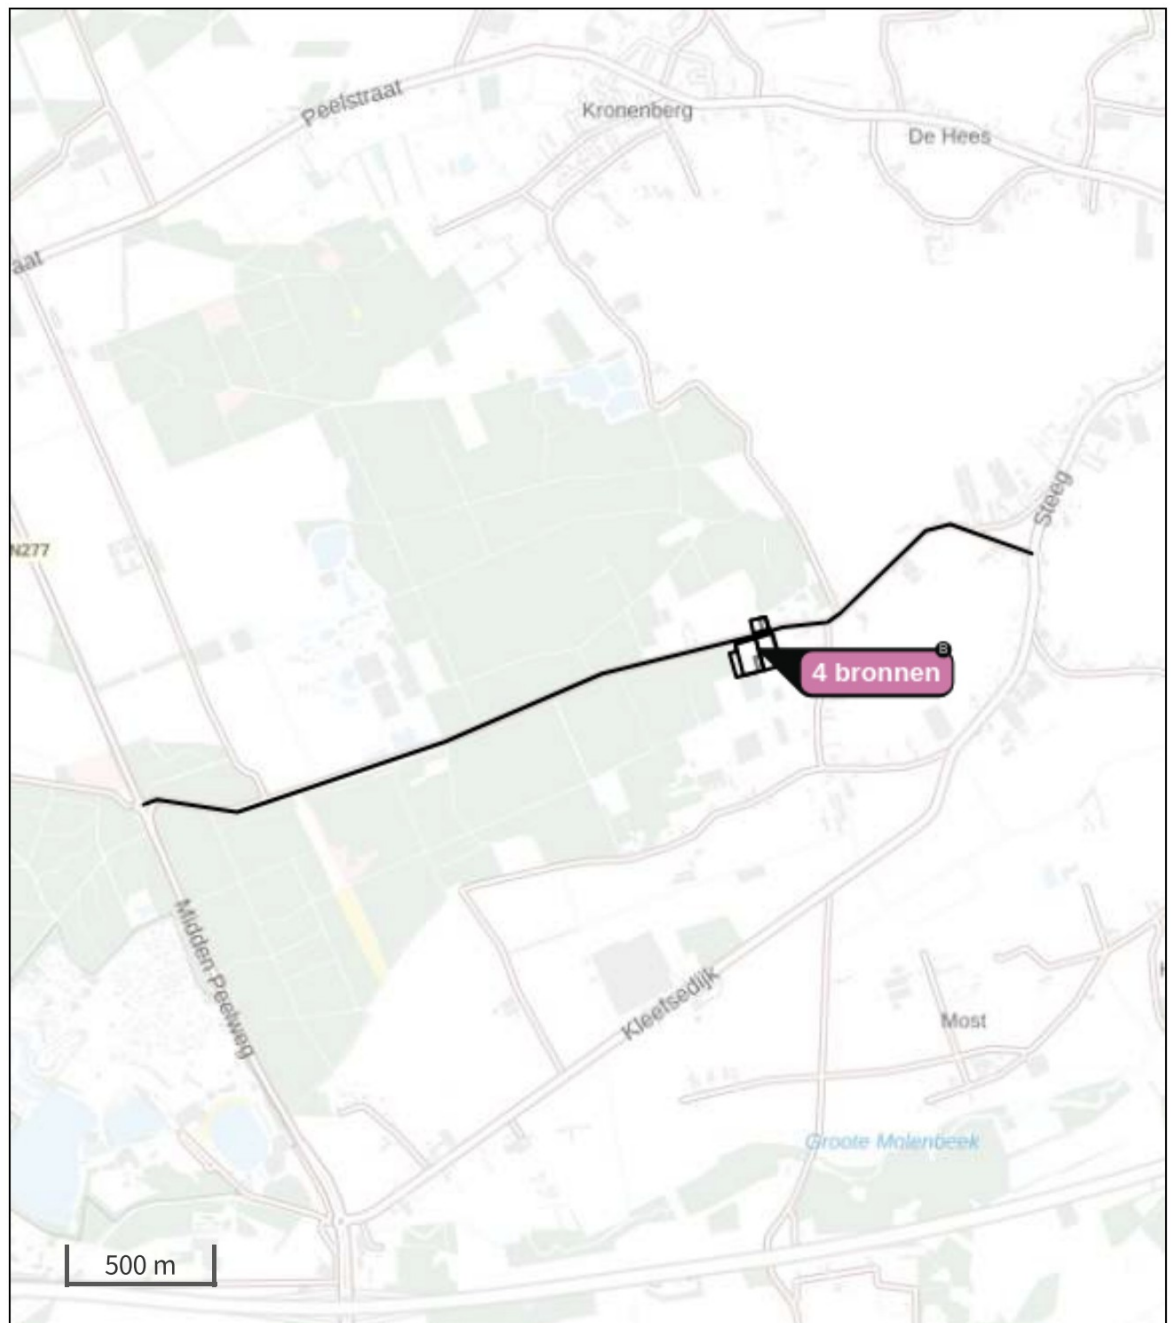 Peelstraat
Kronenberg
De Hees
aat
Steeg
N277
B
4 bronnen
Midden Peelweg
Kleefsedijk
Most
Groote Molenbeek
500 m